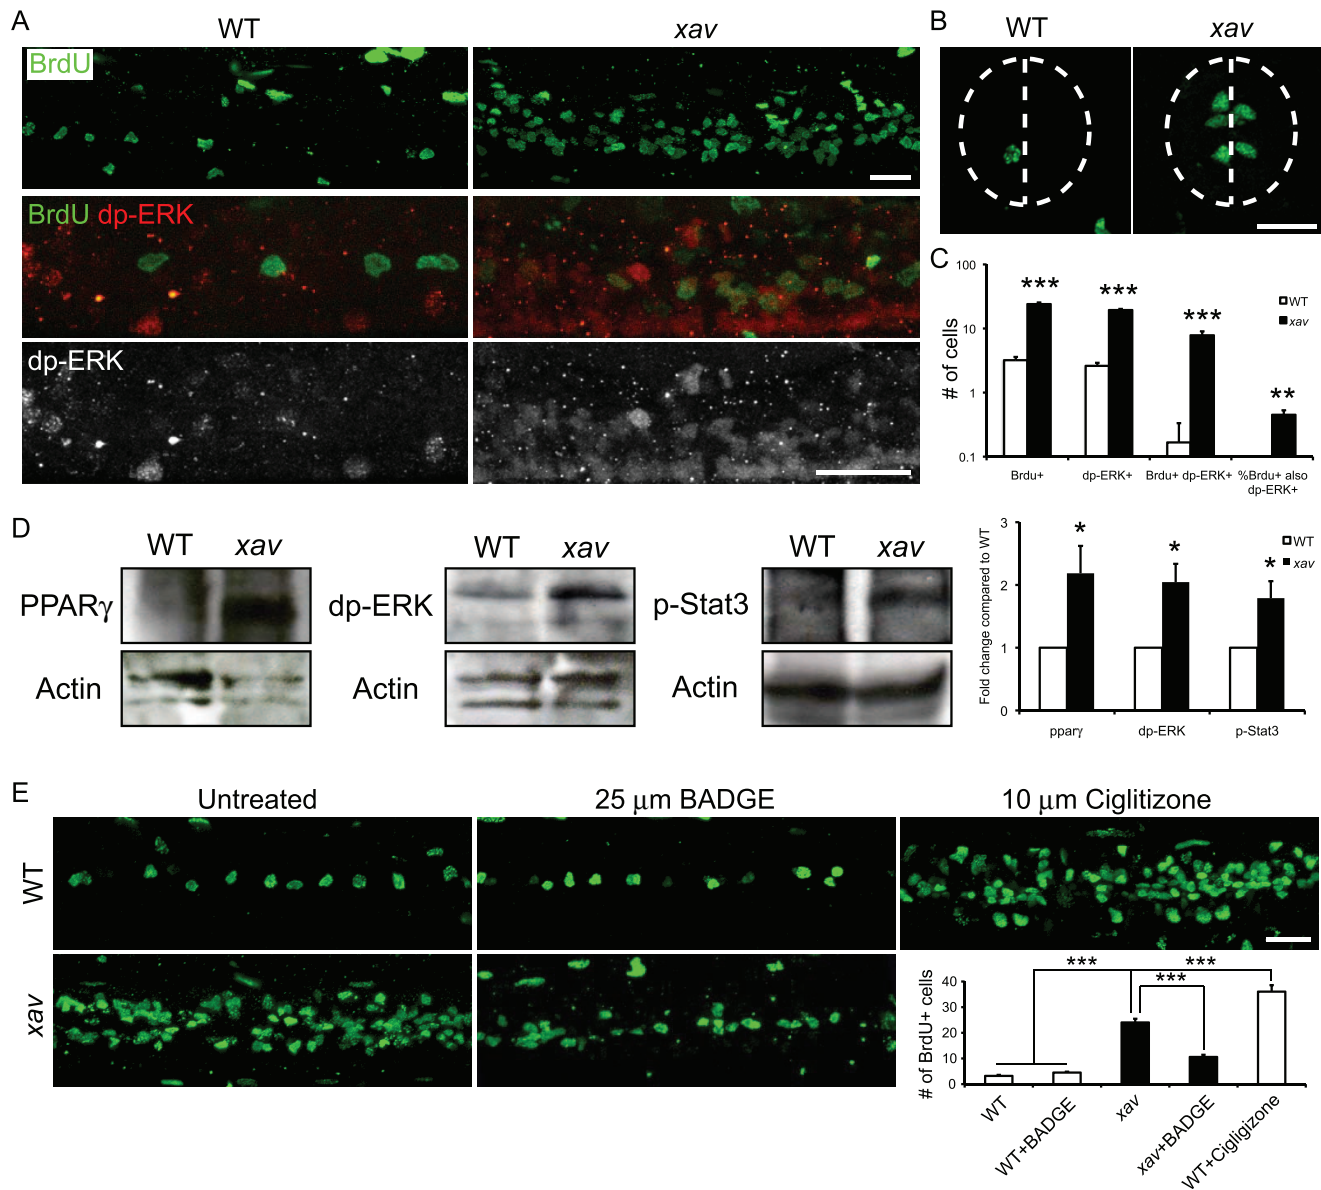 A
WT
xav
BrdU
BrdU dp-ERK
dp-ERK
B
WT
xav
C
# of cells
100
10
1
0.1
***
***
***
**
WT
xav
Brdu+
dp-ERK+
Brdu+ dp-ERK+
%Brdu+ also
dp-ERK+
D
WT
xav
PPARγ
Actin
WT
xav
dp-ERK
Actin
WT
xav
p-Stat3
Actin
Fold change compared to WT
3
2
1
0
*
*
*
WT
xav
pparγ
dp-ERK
p-Stat3
E
Untreated
25 µm BADGE
10 µm Ciglitizone
WT
xav
# of BrdU+ cells
40
30
20
10
0
***
***
***
WT
WT+BADGE
xav
xav+BADGE
WT+Cigligizone